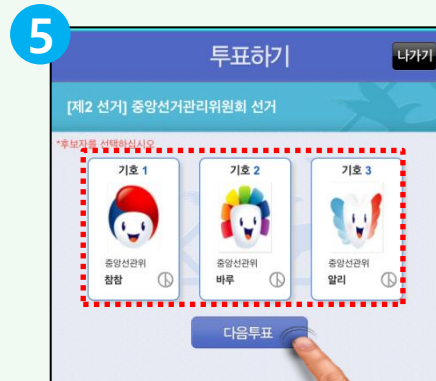 5
투표하기
나가기
[제2 선거] 중앙선거관리위원회 선거
*후보자를 선택하십시오
기호 1
기호 2
기호 3
중앙선관위
중앙선관위
중앙선관위
참참
바루
알리
다음투표